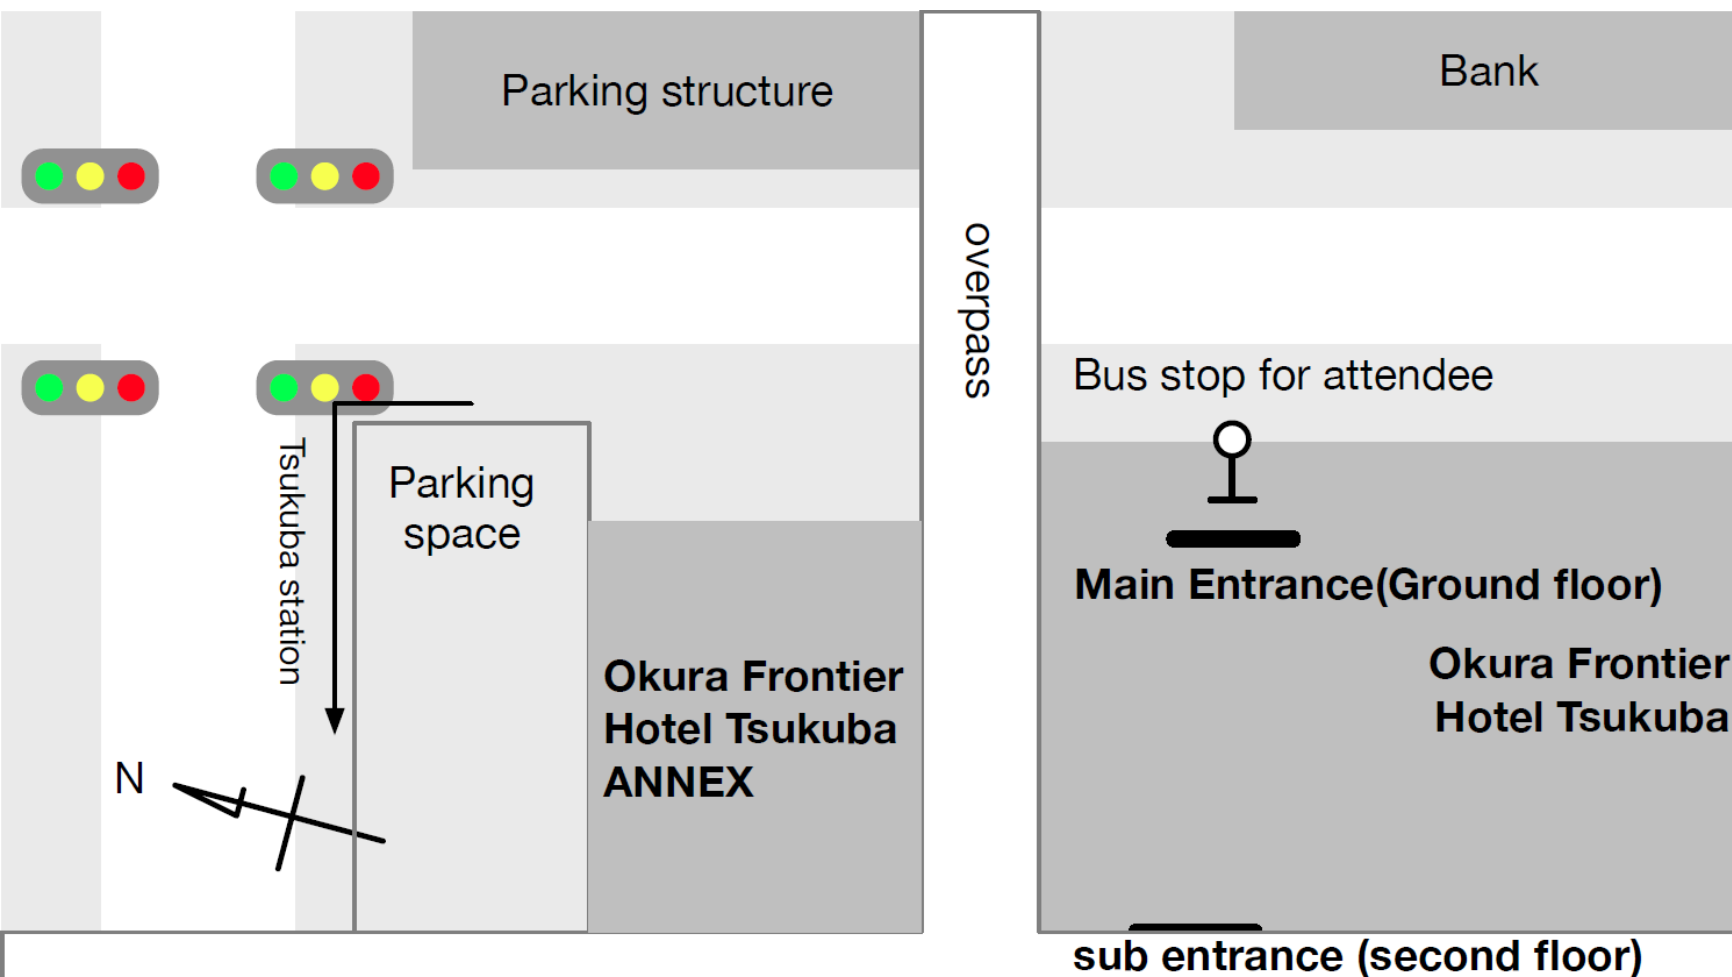 Parking structure
Bank
overpass
Bus stop for attendee
Tsukuba station
Parking
space
Main Entrance(Ground floor)
Okura Frontier
Hotel Tsukuba
ANNEX
Okura Frontier
Hotel Tsukuba
N
sub entrance (second floor)